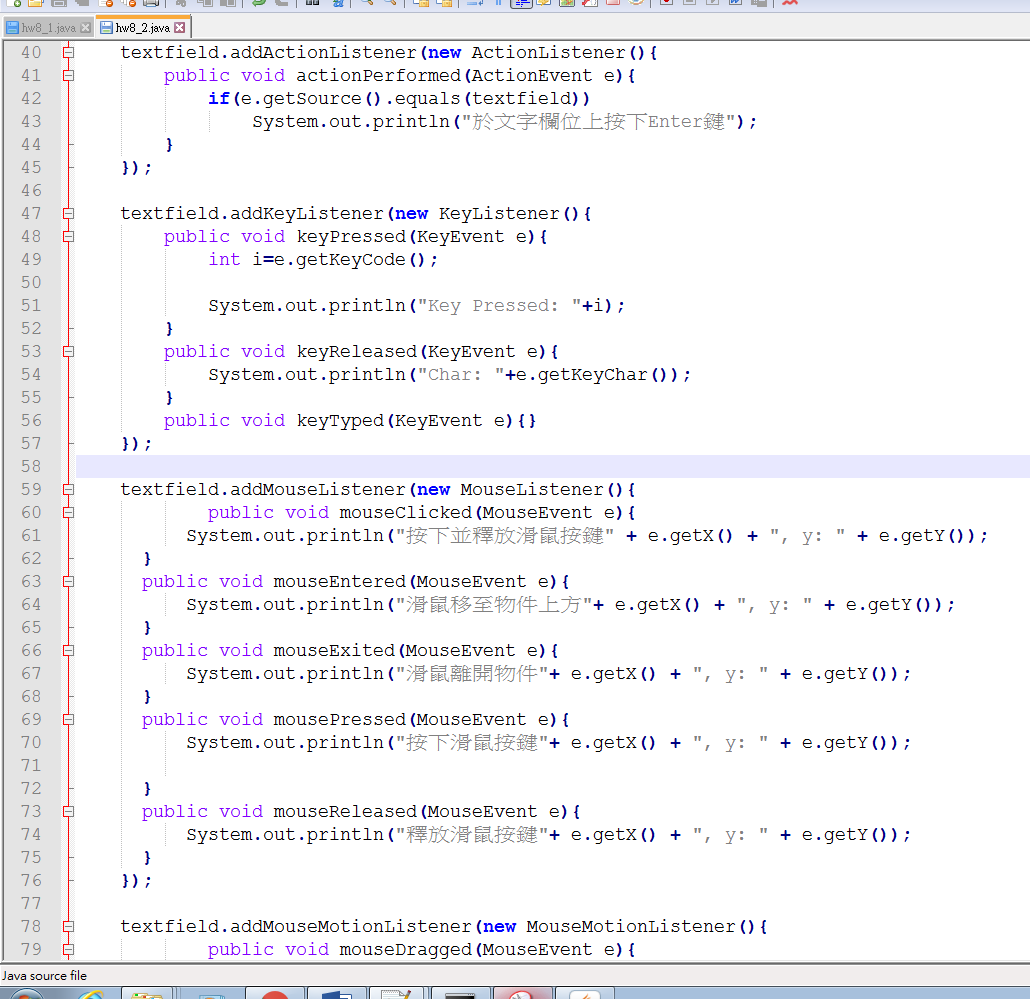 hw8_1.java hw8_2.java
40 textfield.addActionListener(new ActionListener(){
41 public void actionPerformed(ActionEvent e){
42 if(e.getSource().equals(textfield))
43 System.out.println("於文字欄位上按下Enter鍵");
44 }
45 });
46
47 textfield.addKeyListener(new KeyListener(){
48 public void keyPressed(KeyEvent e){
49 int i=e.getKeyCode();
50
51 System.out.println("Key Pressed: "+i);
52 }
53 public void keyReleased(KeyEvent e){
54 System.out.println("Char: "+e.getKeyChar());
55 }
56 public void keyTyped(KeyEvent e){}
57 });
58
59 textfield.addMouseListener(new MouseListener(){
60 public void mouseClicked(MouseEvent e){
61 System.out.println("按下並釋放滑鼠按鍵" + e.getX() + ", y: " + e.getY());
62 }
63 public void mouseEntered(MouseEvent e){
64 System.out.println("滑鼠移至物件上方"+ e.getX() + ", y: " + e.getY());
65 }
66 public void mouseExited(MouseEvent e){
67 System.out.println("滑鼠離開物件"+ e.getX() + ", y: " + e.getY());
68 }
69 public void mousePressed(MouseEvent e){
70 System.out.println("按下滑鼠按鍵"+ e.getX() + ", y: " + e.getY());
71
72 }
73 public void mouseReleased(MouseEvent e){
74 System.out.println("釋放滑鼠按鍵"+ e.getX() + ", y: " + e.getY());
75 }
76 });
77
78 textfield.addMouseMotionListener(new MouseMotionListener(){
79 public void mouseDragged(MouseEvent e){
Java source file